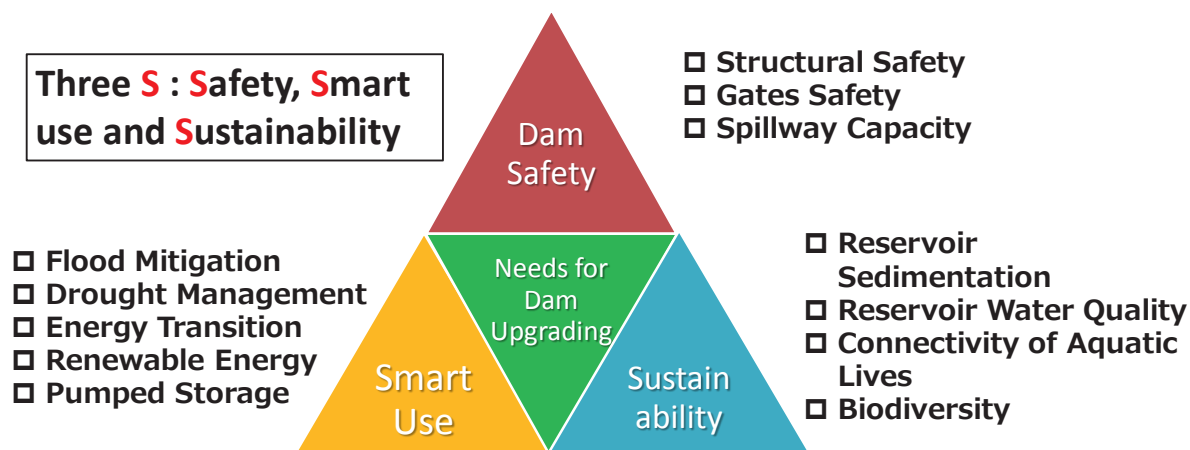 Three S : Safety, Smart
use and Sustainability
Dam
Safety
❑ Structural Safety
❑ Gates Safety
❑ Spillway Capacity
❑ Flood Mitigation
❑ Drought Management
❑ Energy Transition
❑ Renewable Energy
❑ Pumped Storage
Needs for
Dam
Upgrading
Smart
Use
Sustain
ability
❑ Reservoir
Sedimentation
❑ Reservoir Water Quality
❑ Connectivity of Aquatic
Lives
❑ Biodiversity